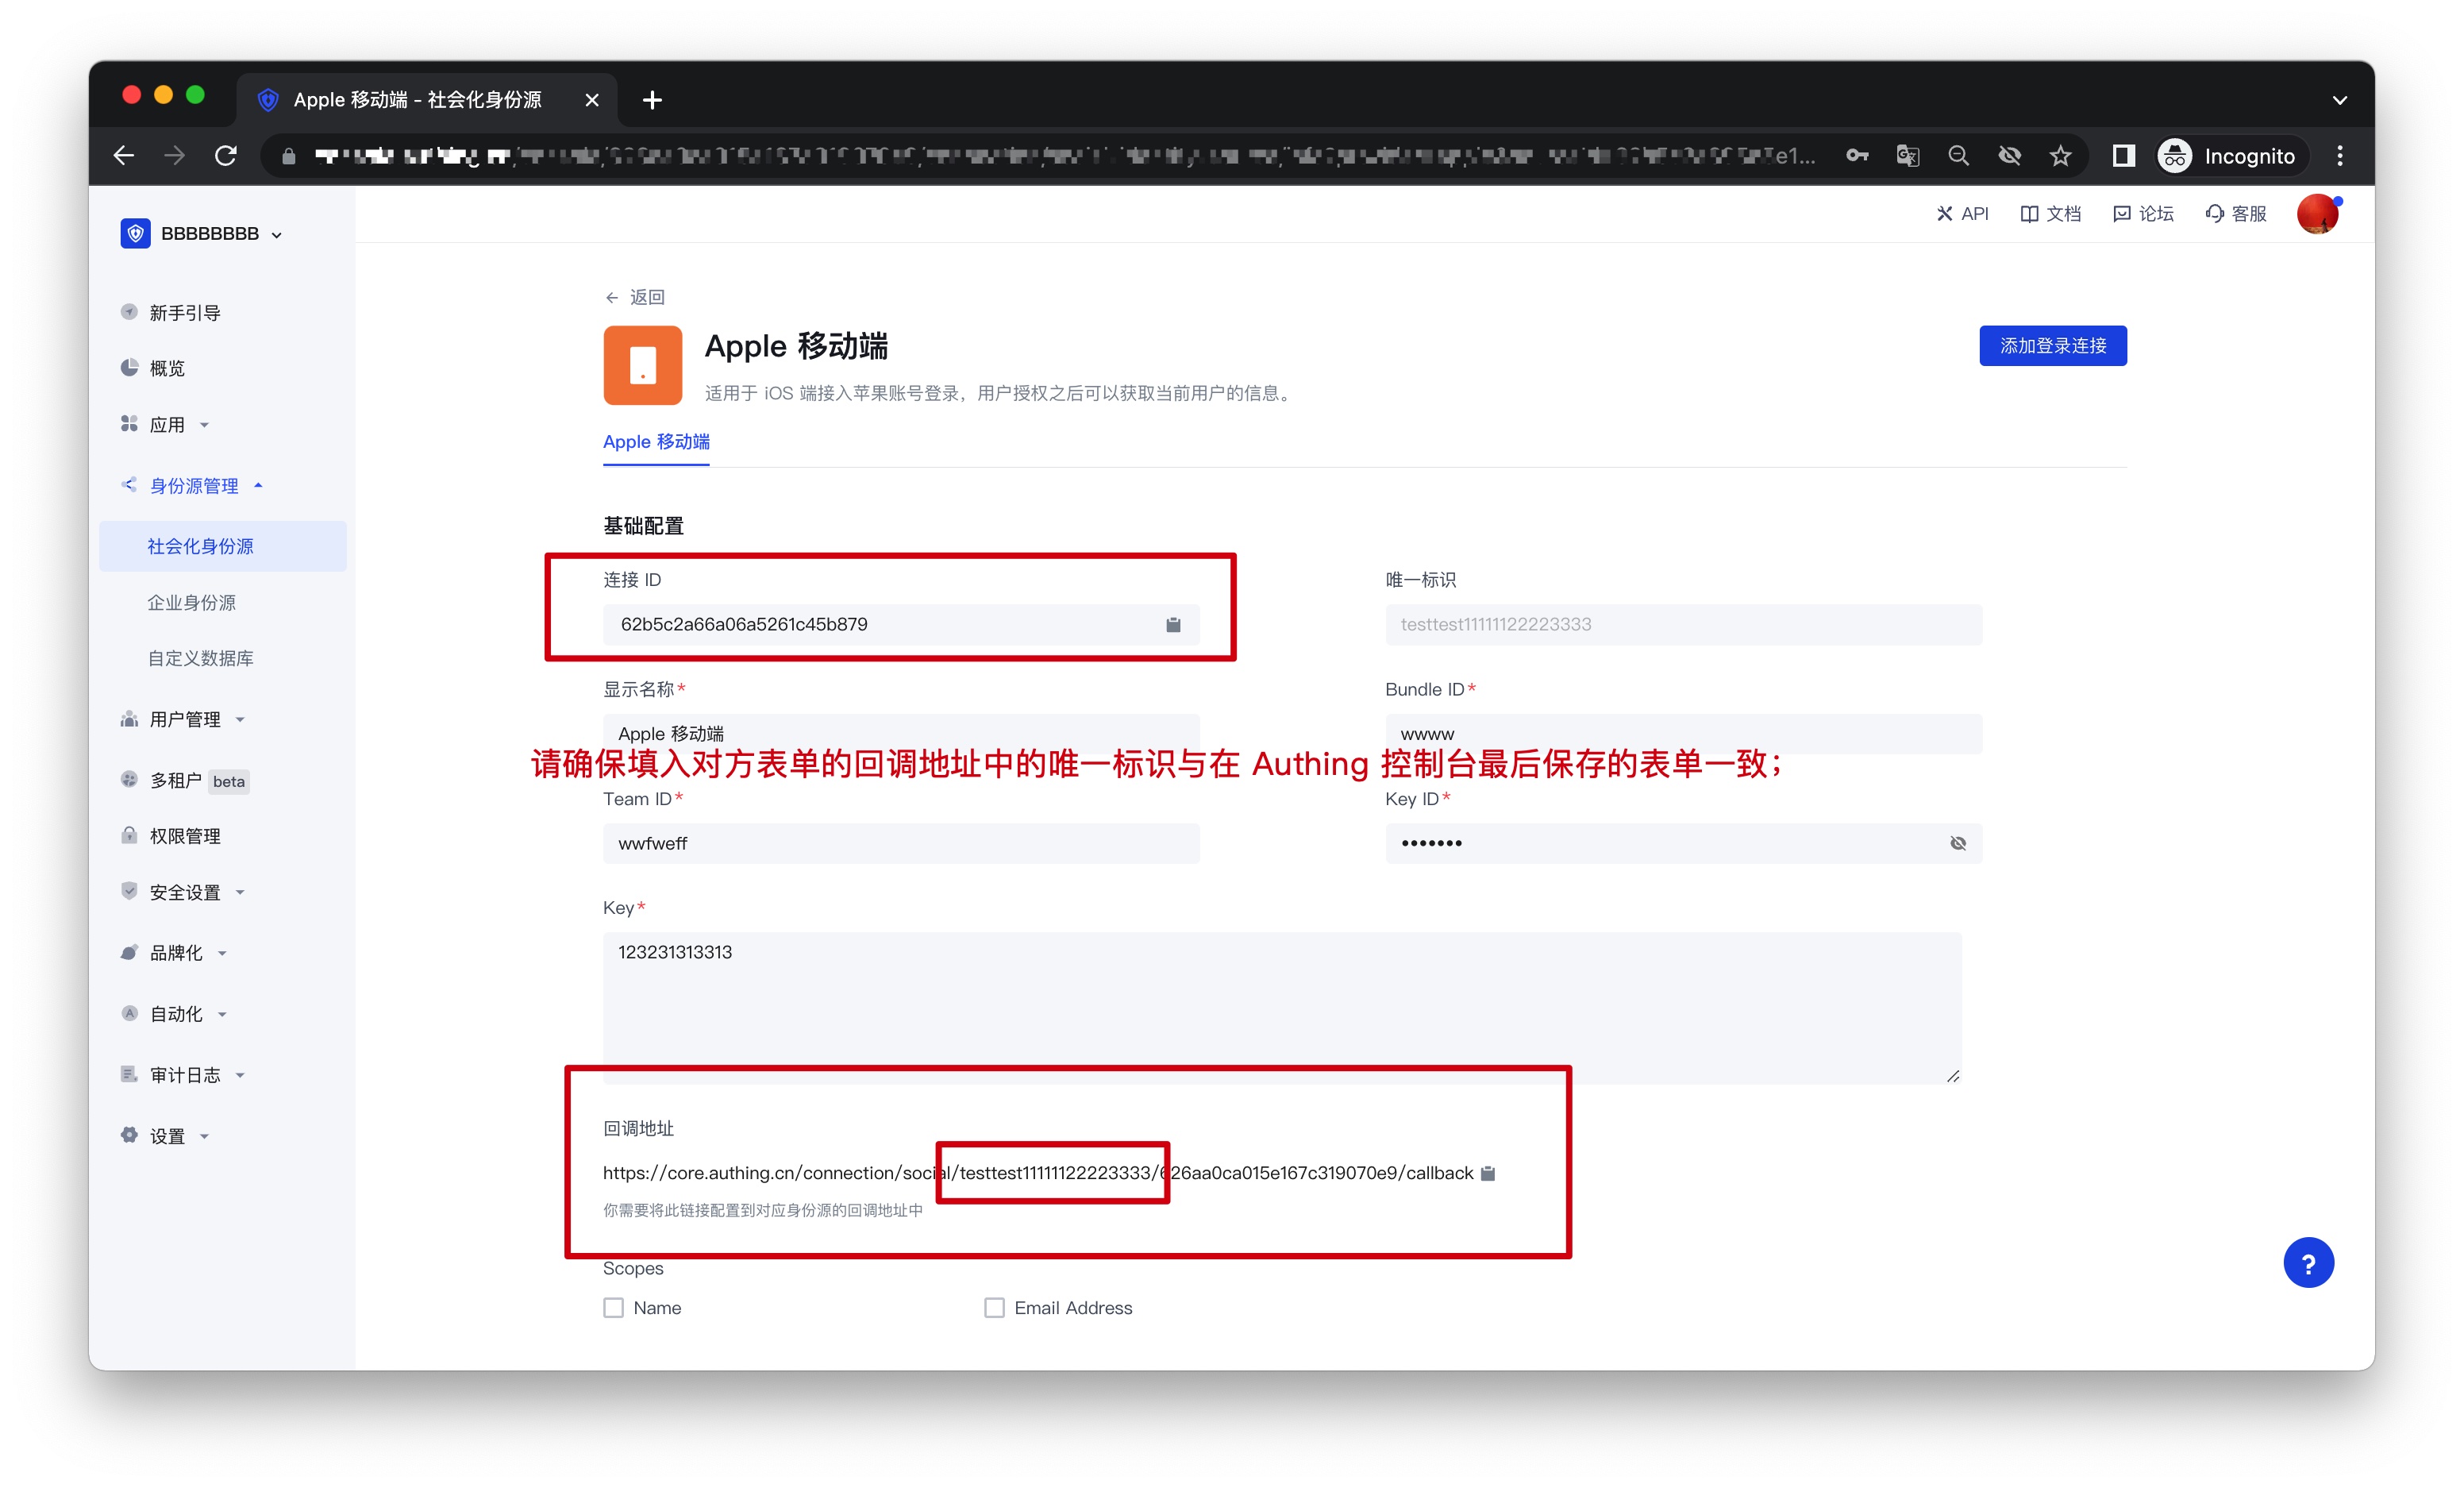 Apple 移动端 - 社会化身份源
Incognito
BBBBBBBB
API
文档
论坛
客服
新手引导
概览
应用
身份源管理
社会化身份源
企业身份源
自定义数据库
用户管理
多租户 beta
权限管理
安全设置
品牌化
自动化
审计日志
设置
返回
Apple 移动端
添加登录连接
适用于 iOS 端接入苹果账号登录，用户授权之后可以获取当前用户的信息。
Apple 移动端
基础配置
连接 ID
唯一标识
62b5c2a66a06a5261c45b879
testtest11111122223333
显示名称*
Bundle ID*
Apple 移动端
wwww
请确保填入对方表单的回调地址中的唯一标识与在 Authing 控制台最后保存的表单一致；
Team ID*
Key ID*
wwfweff
•••••••
Key*
123231313313
回调地址
https://core.authing.cn/connection/social/testtest11111122223333/626aa0ca015e167c319070e9/callback
你需要将此链接配置到对应身份源的回调地址中
Scopes
Name
Email Address
?